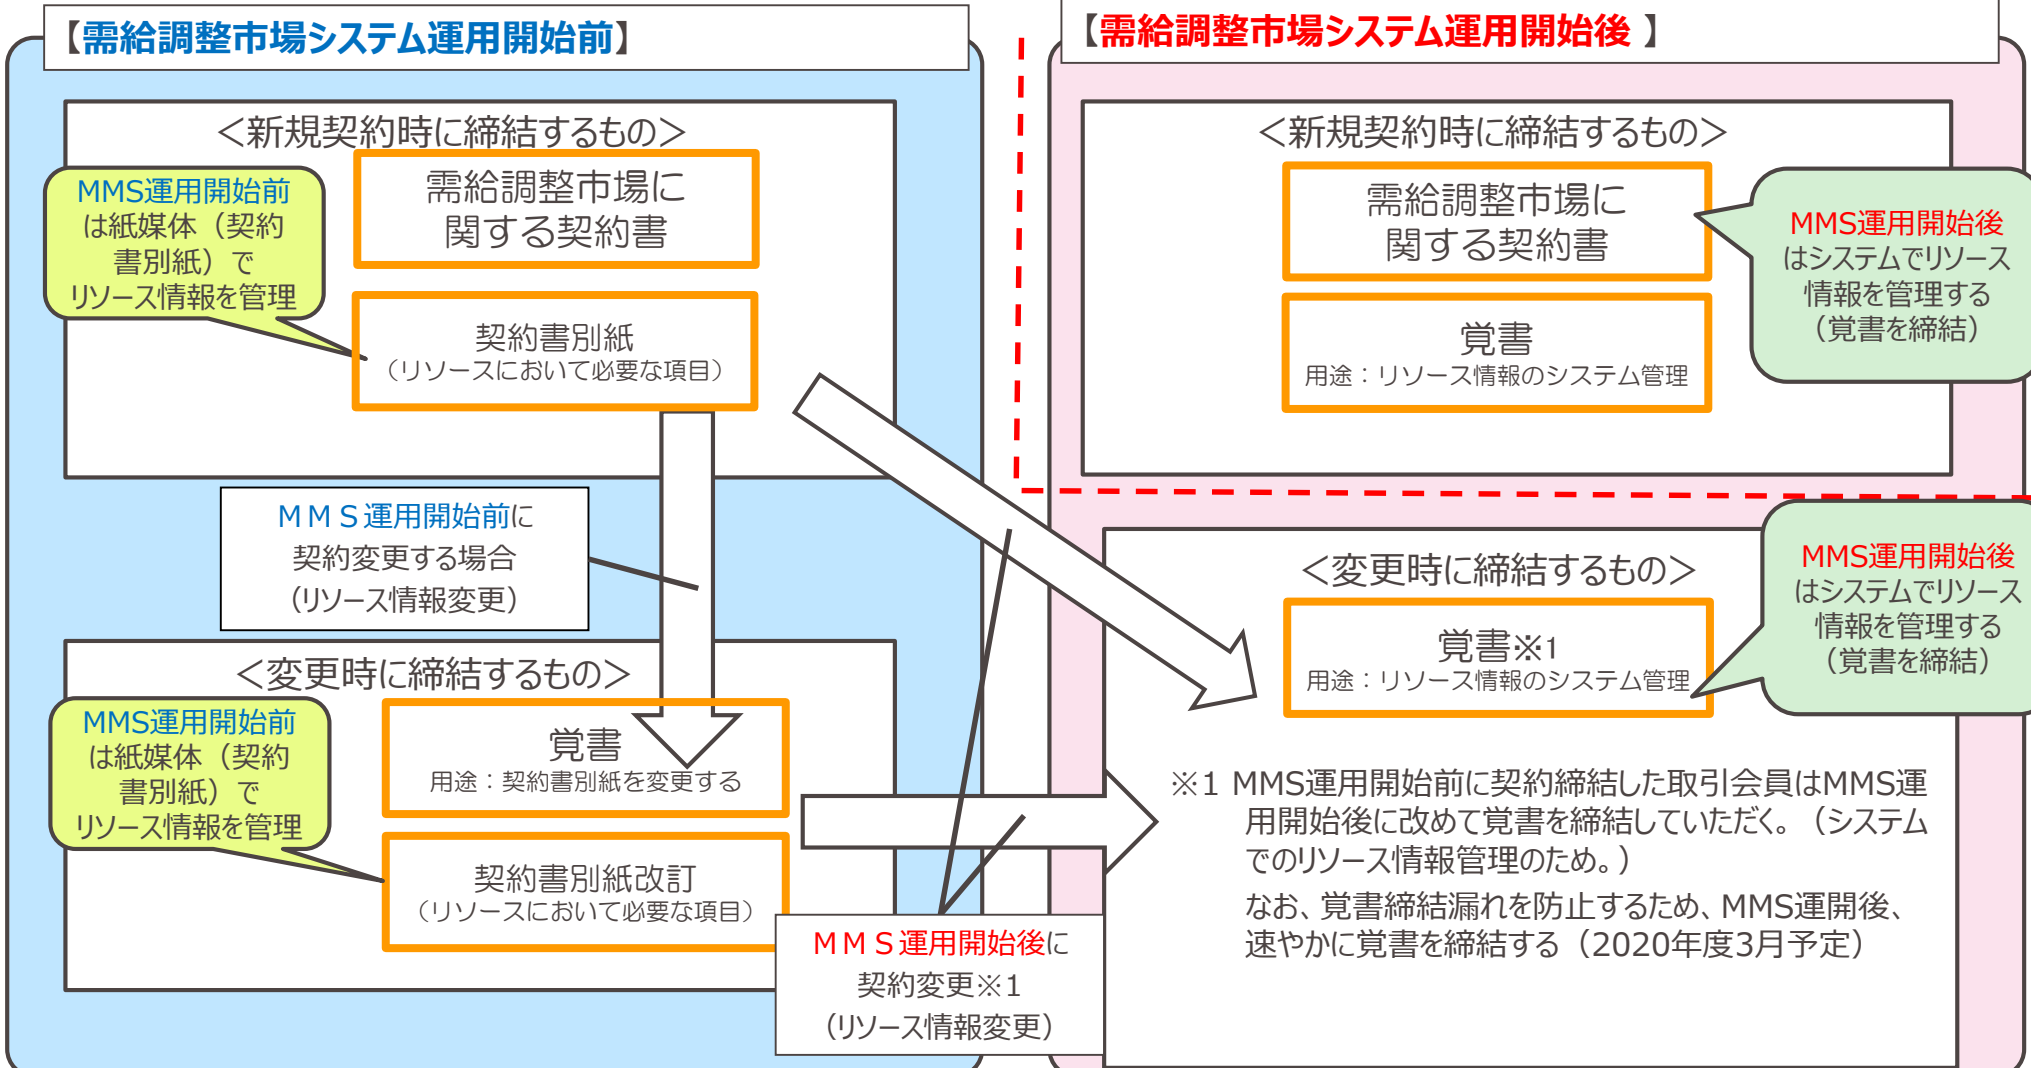 【需給調整市場システム運用開始前】
＜新規契約時に締結するもの＞
需給調整市場に
関する契約書
MMS運用開始前
は紙媒体（契約
書別紙）で
リソース情報を管理
契約書別紙
（リソースにおいて必要な項目）
ＭＭＳ運用開始前に
契約変更する場合
（リソース情報変更）
＜変更時に締結するもの＞
MMS運用開始前
は紙媒体（契約
書別紙）で
リソース情報を管理
覚書
用途：契約書別紙を変更する
契約書別紙改訂
（リソースにおいて必要な項目）
ＭＭＳ運用開始後に
契約変更※1
（リソース情報変更）
【需給調整市場システム運用開始後 】
＜新規契約時に締結するもの＞
需給調整市場に
関する契約書
MMS運用開始後
はシステムでリソース
情報を管理する
（覚書を締結）
覚書
用途：リソース情報のシステム管理
＜変更時に締結するもの＞
MMS運用開始後
はシステムでリソース
情報を管理する
（覚書を締結）
覚書※1
用途：リソース情報のシステム管理
※1 MMS運用開始前に契約締結した取引会員はMMS運
用開始後に改めて覚書を締結していただく。（システム
でのリソース情報管理のため。）
なお、覚書締結漏れを防止するため、MMS運開後、
速やかに覚書を締結する（2020年度3月予定）